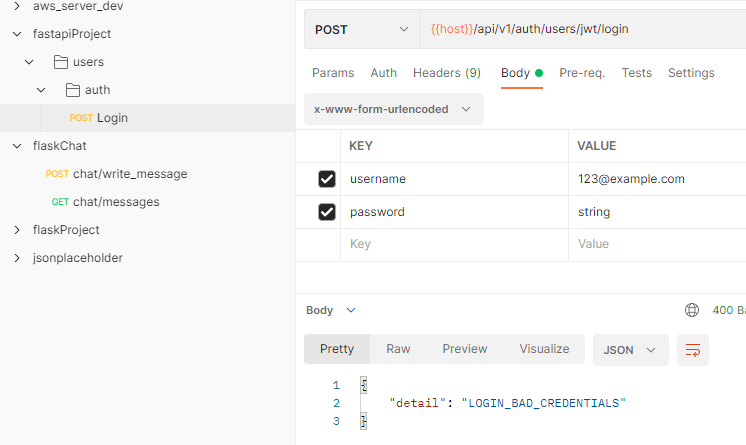 aws_server_dev
fastapiProject
users
auth
POST Login
flaskChat
POST chat/write_message
GET chat/messages
flaskProject
jsonplaceholder
POST {{host}}/api/v1/auth/users/jwt/login
Params Auth Headers (9) Body Pre-req. Tests Settings
x-www-form-urlencoded
KEY VALUE
username 123@example.com
password string
Key Value
Body 400 Ba
Pretty Raw Preview Visualize JSON
1 {
2 "detail": "LOGIN_BAD_CREDENTIALS"
3 }